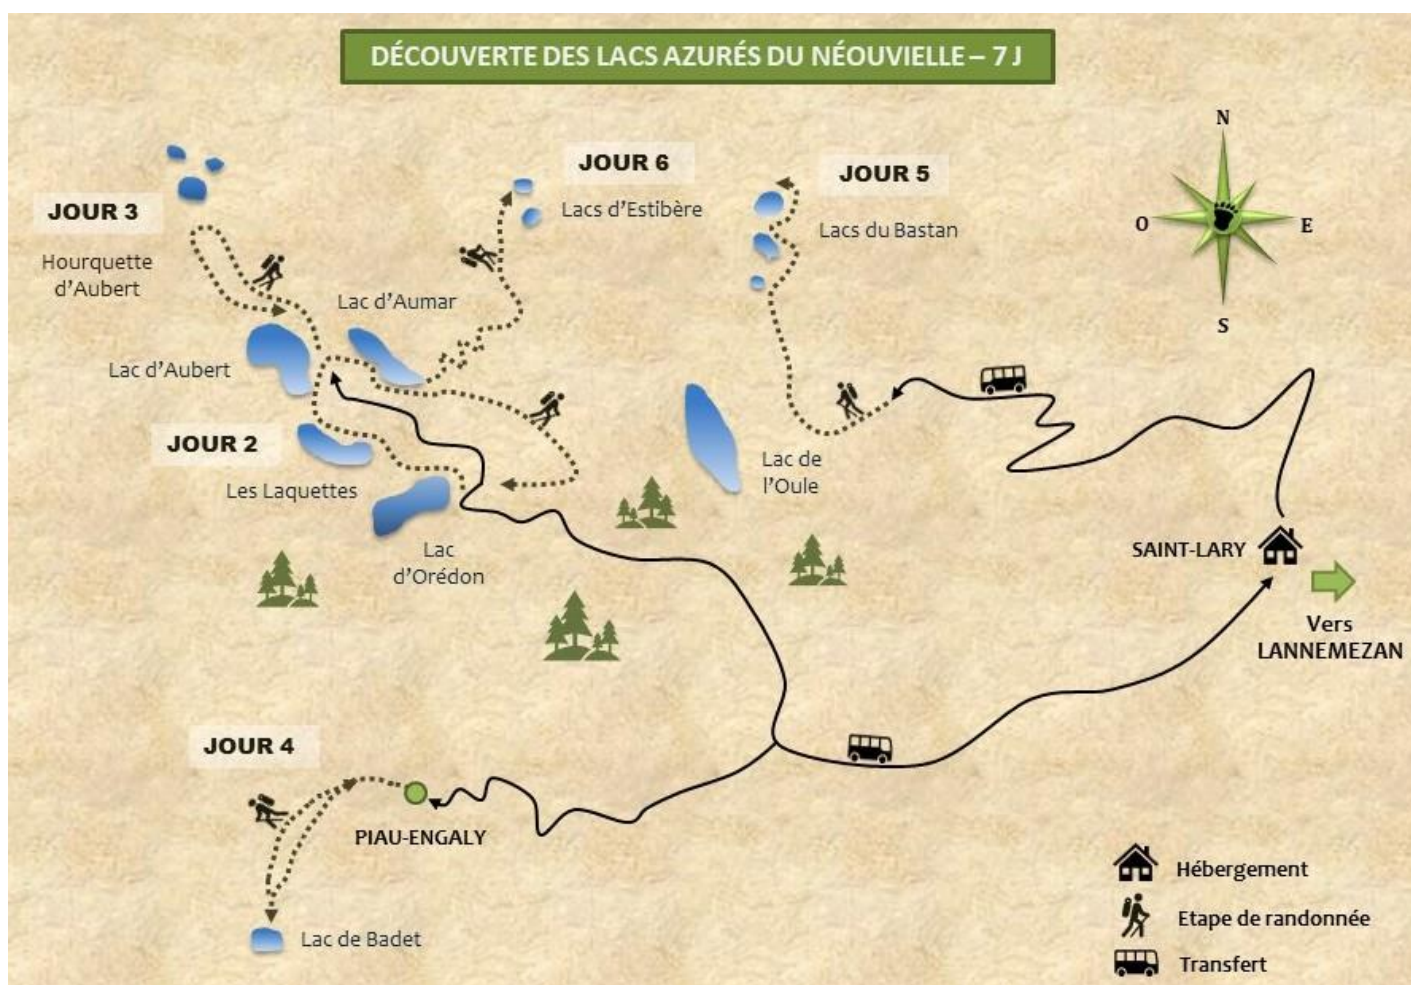 DÉCOUVERTE DES LACS AZURÉS DU NÉOUVIELLE – 7 J
N
O
E
S
JOUR 6
Lacs d'Estibère
JOUR 5
Lacs du Bastan
JOUR 3
Hourquette
d'Aubert
Lac d'Aumar
Lac d'Aubert
JOUR 2
Les Laquettes
Lac
d'Orédon
Lac de
l'Oule
SAINT-LARY
Vers
LANNEMEZAN
JOUR 4
PIAU-ENGALY
Lac de Badet
Hébergement
Etape de randonnée
Transfert